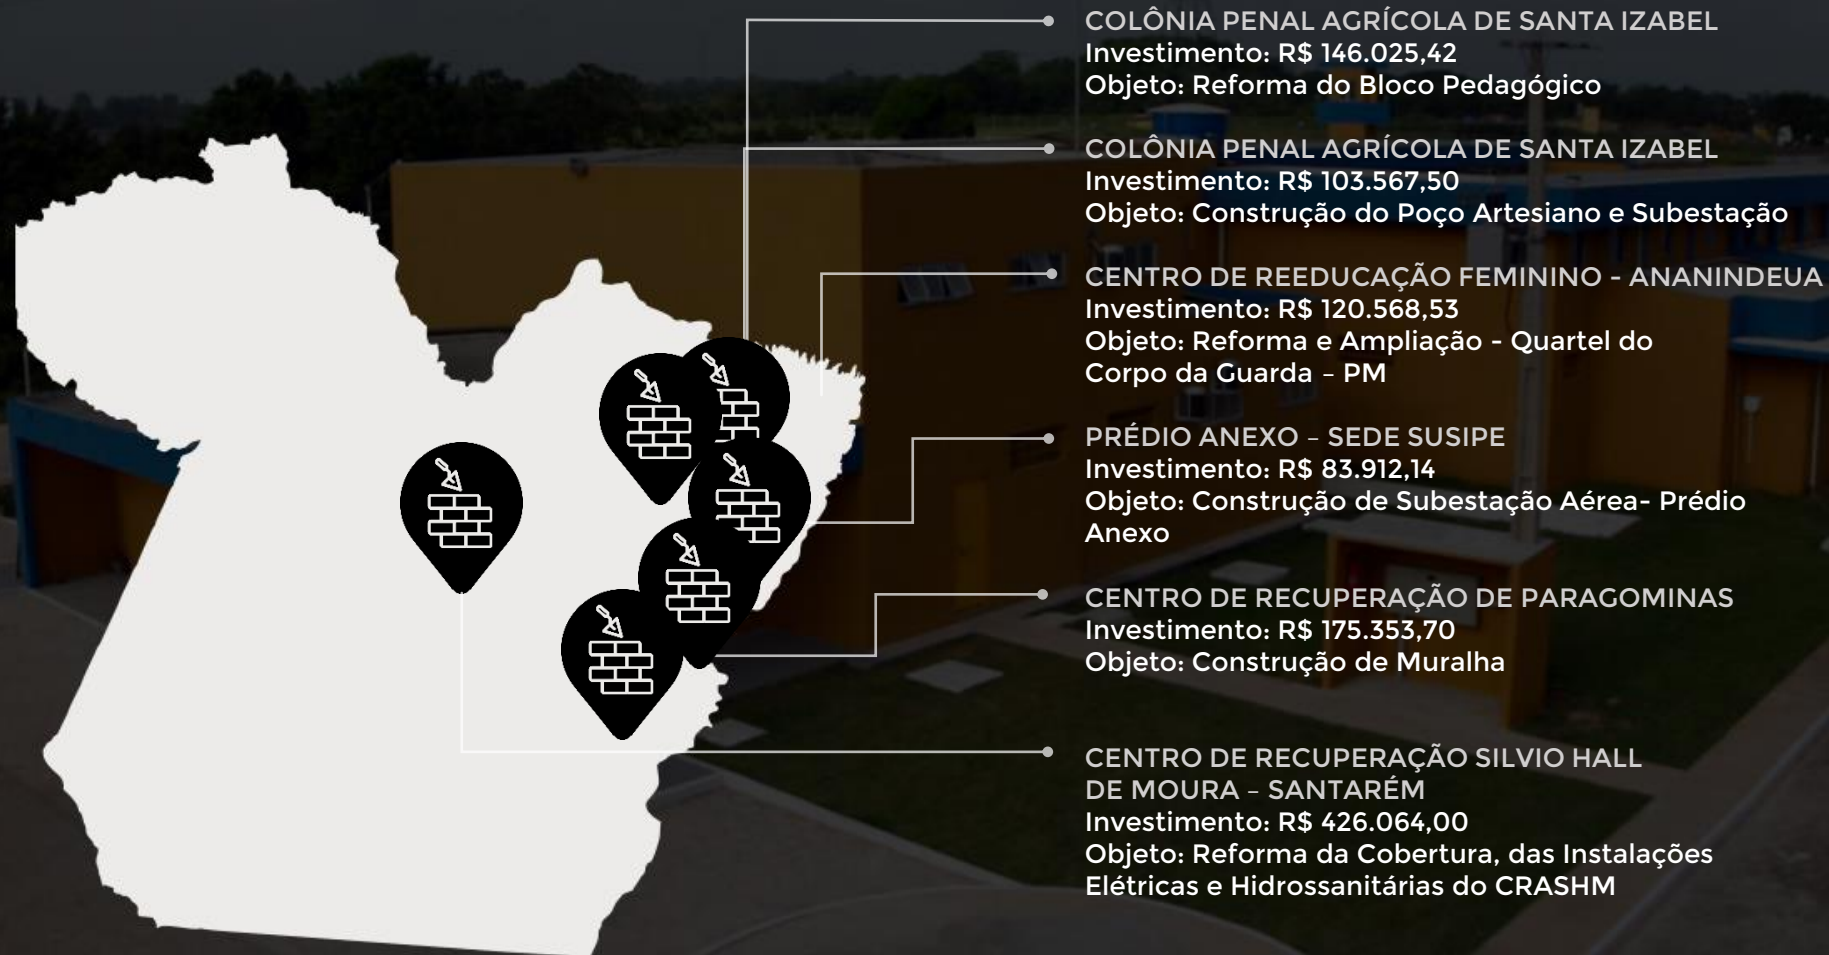 COLÔNIA PENAL AGRÍCOLA DE SANTA IZABEL
Investimento: R$ 146.025,42
Objeto: Reforma do Bloco Pedagógico
COLÔNIA PENAL AGRÍCOLA DE SANTA IZABEL
Investimento: R$ 103.567,50
Objeto: Construção do Poço Artesiano e Subestação
CENTRO DE REEDUCAÇÃO FEMININO - ANANINDEUA
Investimento: R$ 120.568,53
Objeto: Reforma e Ampliação - Quartel do
Corpo da Guarda – PM
PRÉDIO ANEXO – SEDE SUSIPE
Investimento: R$ 83.912,14
Objeto: Construção de Subestação Aérea- Prédio
Anexo
CENTRO DE RECUPERAÇÃO DE PARAGOMINAS
Investimento: R$ 175.353,70
Objeto: Construção de Muralha
CENTRO DE RECUPERAÇÃO SILVIO HALL
DE MOURA – SANTARÉM
Investimento: R$ 426.064,00
Objeto: Reforma da Cobertura, das Instalações
Elétricas e Hidrossanitárias do CRASHM